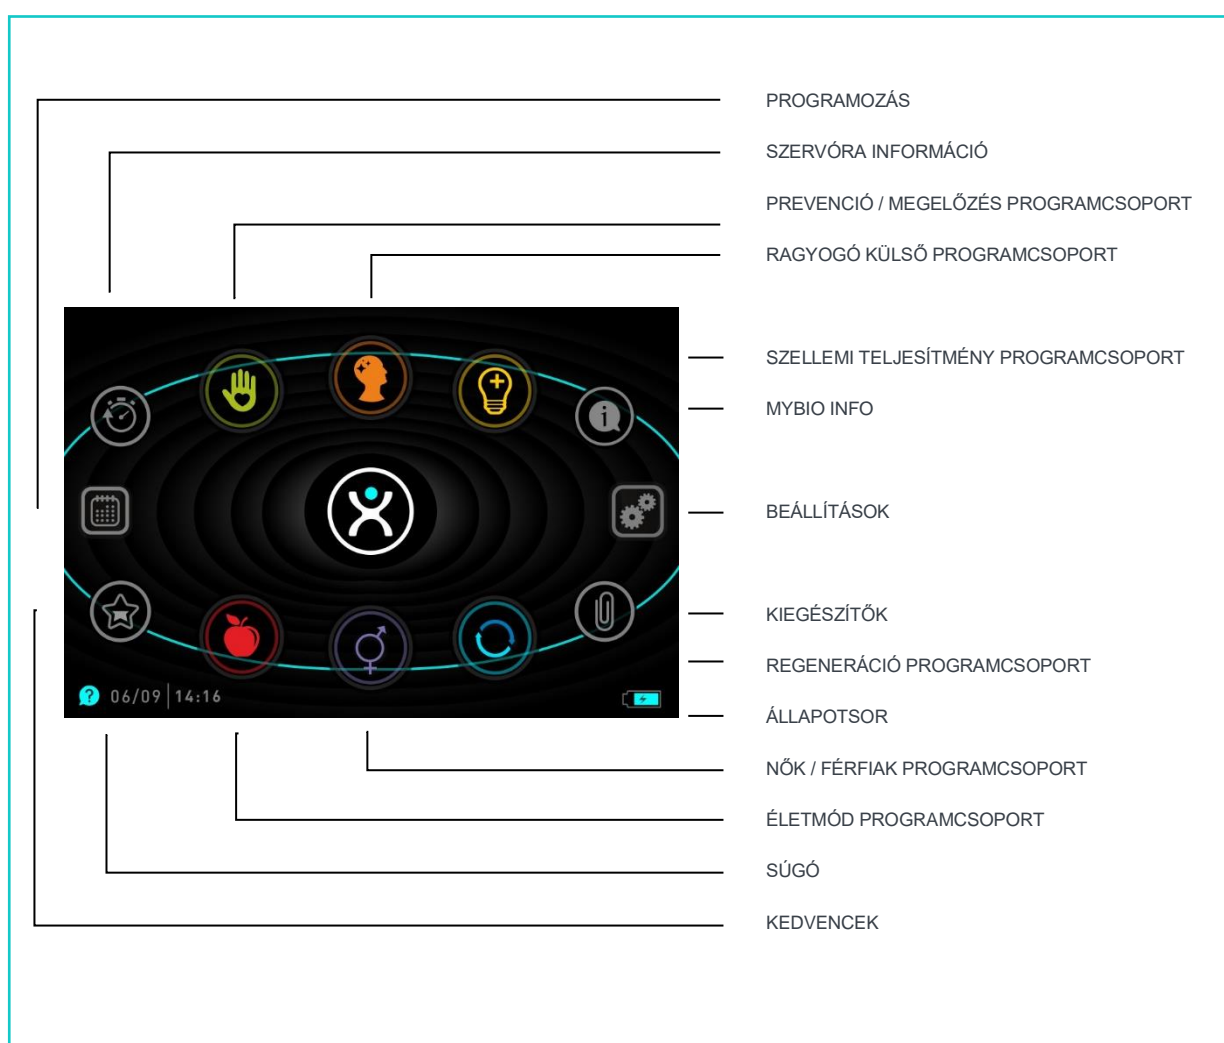 PROGRAMOZÁS
SZERVÓRA INFORMÁCIÓ
PREVENCIÓ / MEGELŐZÉS PROGRAMCSOPORT
RAGYOGÓ KÜLSŐ PROGRAMCSOPORT
SZELLEMI TELJESÍTMÉNY PROGRAMCSOPORT
MYBIO INFO
BEÁLLÍTÁSOK
KIEGÉSZÍTŐK
REGENERÁCIÓ PROGRAMCSOPORT
? 06/09 14:16
ÁLLAPOTSOR
NŐK / FÉRFIAK PROGRAMCSOPORT
ÉLETMÓD PROGRAMCSOPORT
SÚGÓ
KEDVENCEK